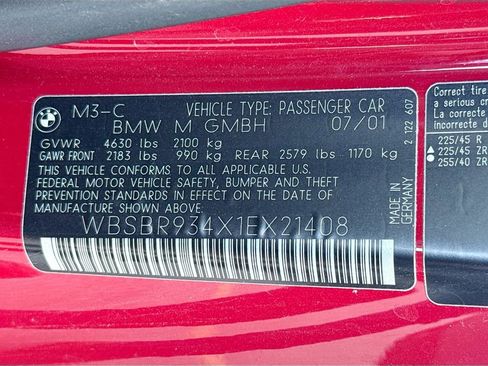 BMW
M3-C VEHICLE TYPE: PASSENGER CAR
BMW M GMBH 07/01
GVWR 4630 lbs 2100 kg
GAWR FRONT 2183 lbs 990 kg REAR 2579 lbs - 1170 kg
THIS VEHICLE CONFORMS TO ALL APPLICABLE U.S.
FEDERAL MOTOR VEHICLE SAFETY, BUMPER AND THEFT
PREVENTION STANDARDS IN EFFECT ON THE DATE OF
MANUFACTURE SHOWN ABOVE.
WBSBR934X1EX21408
2 122 607
MADE IN
GERMANY
Correct tire
a serious cr
La correcte
incorrecte d
225/45 R
▲ 225/45 ZR
255/40 ZR